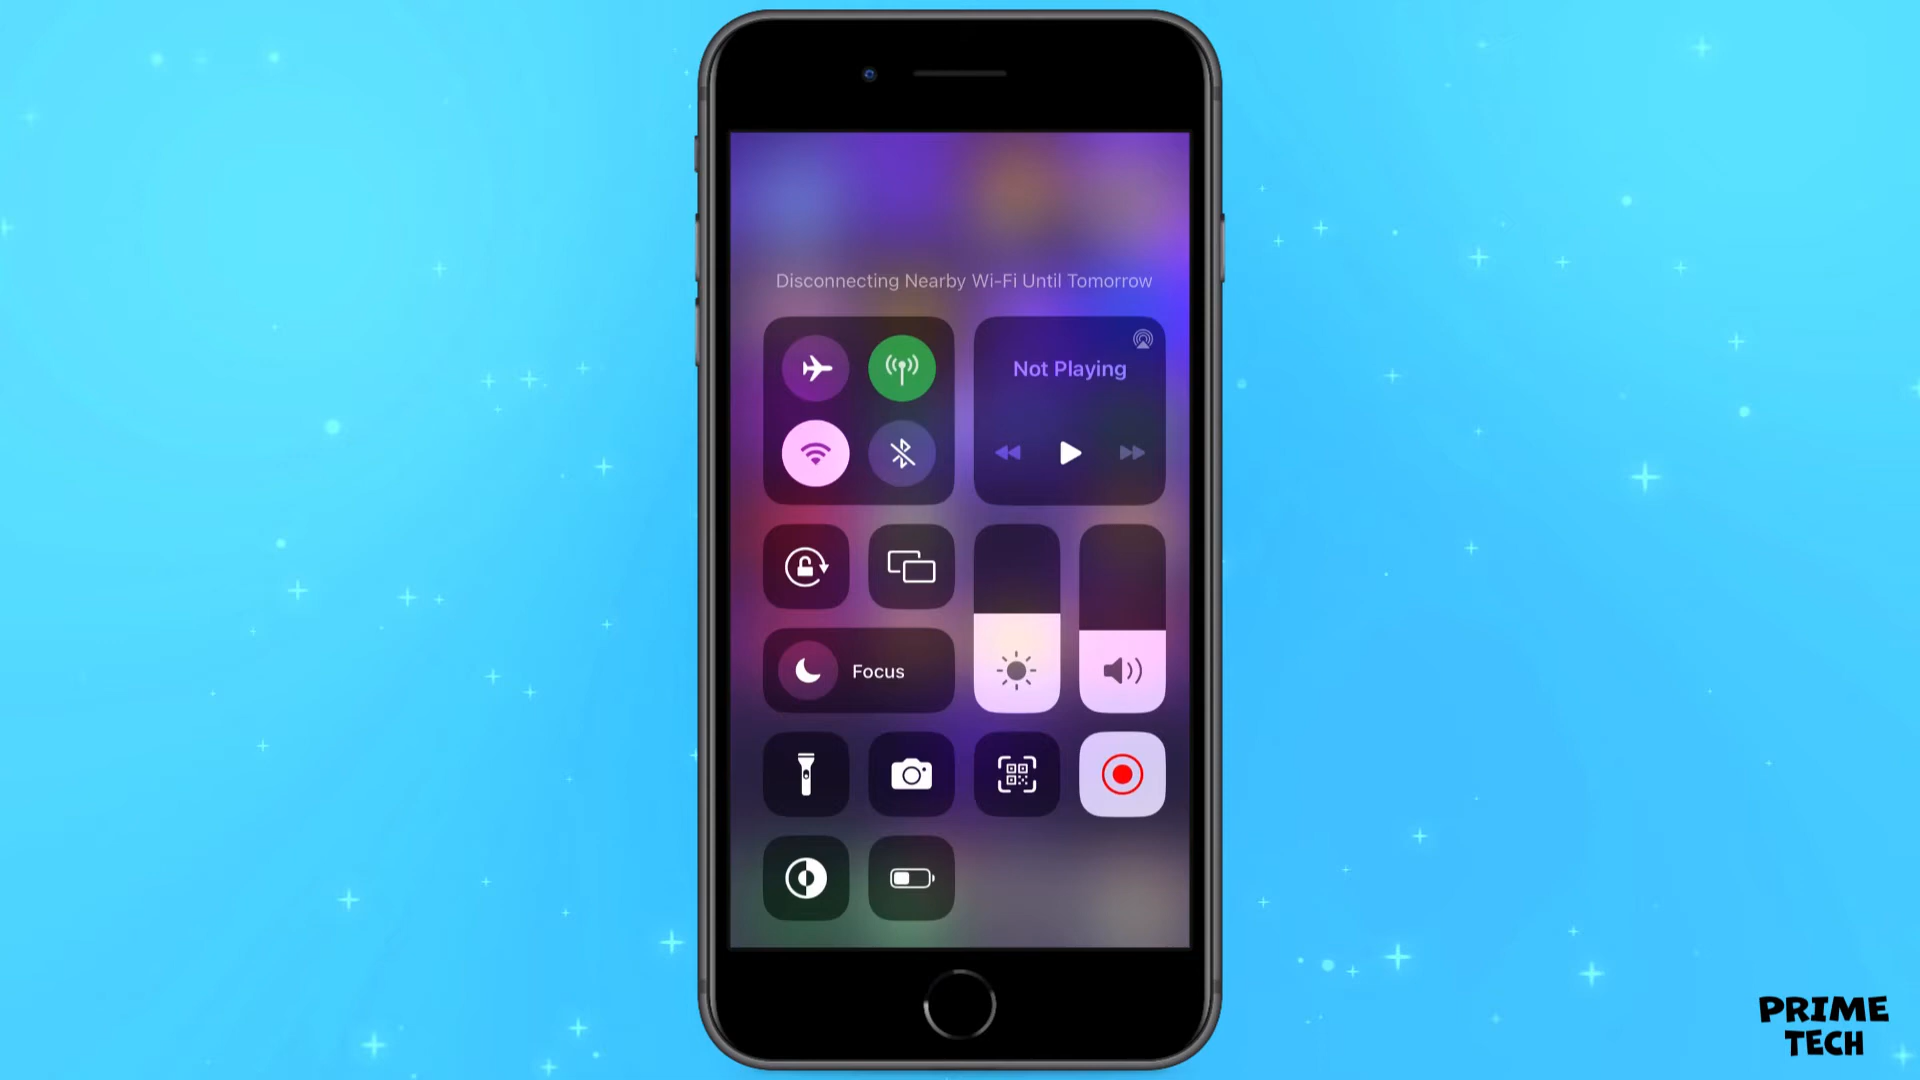 Disconnecting Nearby Wi-Fi Until Tomorrow
Not Playing
Focus
PRIME
TECH